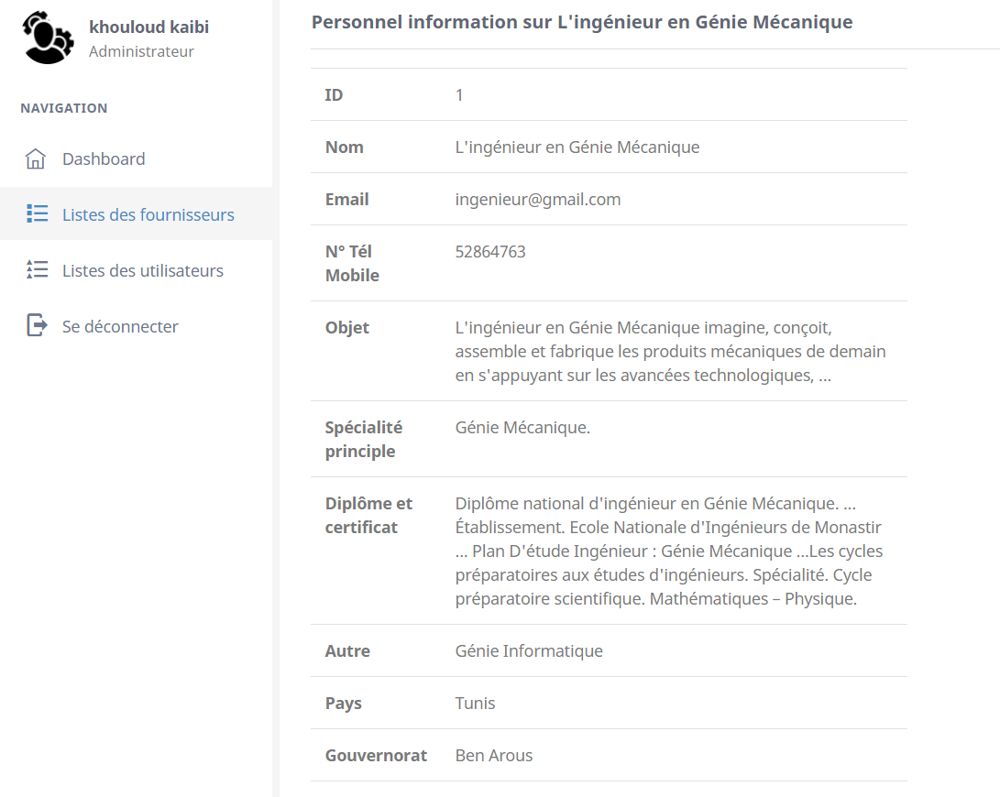 khouloud kaibi
Administrateur
NAVIGATION
Dashboard
Listes des fournisseurs
Listes des utilisateurs
Se déconnecter
Personnel information sur L'ingénieur en Génie Mécanique
ID 1
Nom L'ingénieur en Génie Mécanique
Email ingenieur@gmail.com
N° Tél 52864763
Mobile
Objet L'ingénieur en Génie Mécanique imagine, conçoit,
assemble et fabrique les produits mécaniques de demain
en s'appuyant sur les avancées technologiques, ...
Spécialité Génie Mécanique.
principle
Diplôme et Diplôme national d'ingénieur en Génie Mécanique. ...
certificat Établissement. Ecole Nationale d'Ingénieurs de Monastir
... Plan D'étude Ingénieur : Génie Mécanique ...Les cycles
préparatoires aux études d'ingénieurs. Spécialité. Cycle
préparatoire scientifique. Mathématiques – Physique.
Autre Génie Informatique
Pays Tunis
Gouvernorat Ben Arous